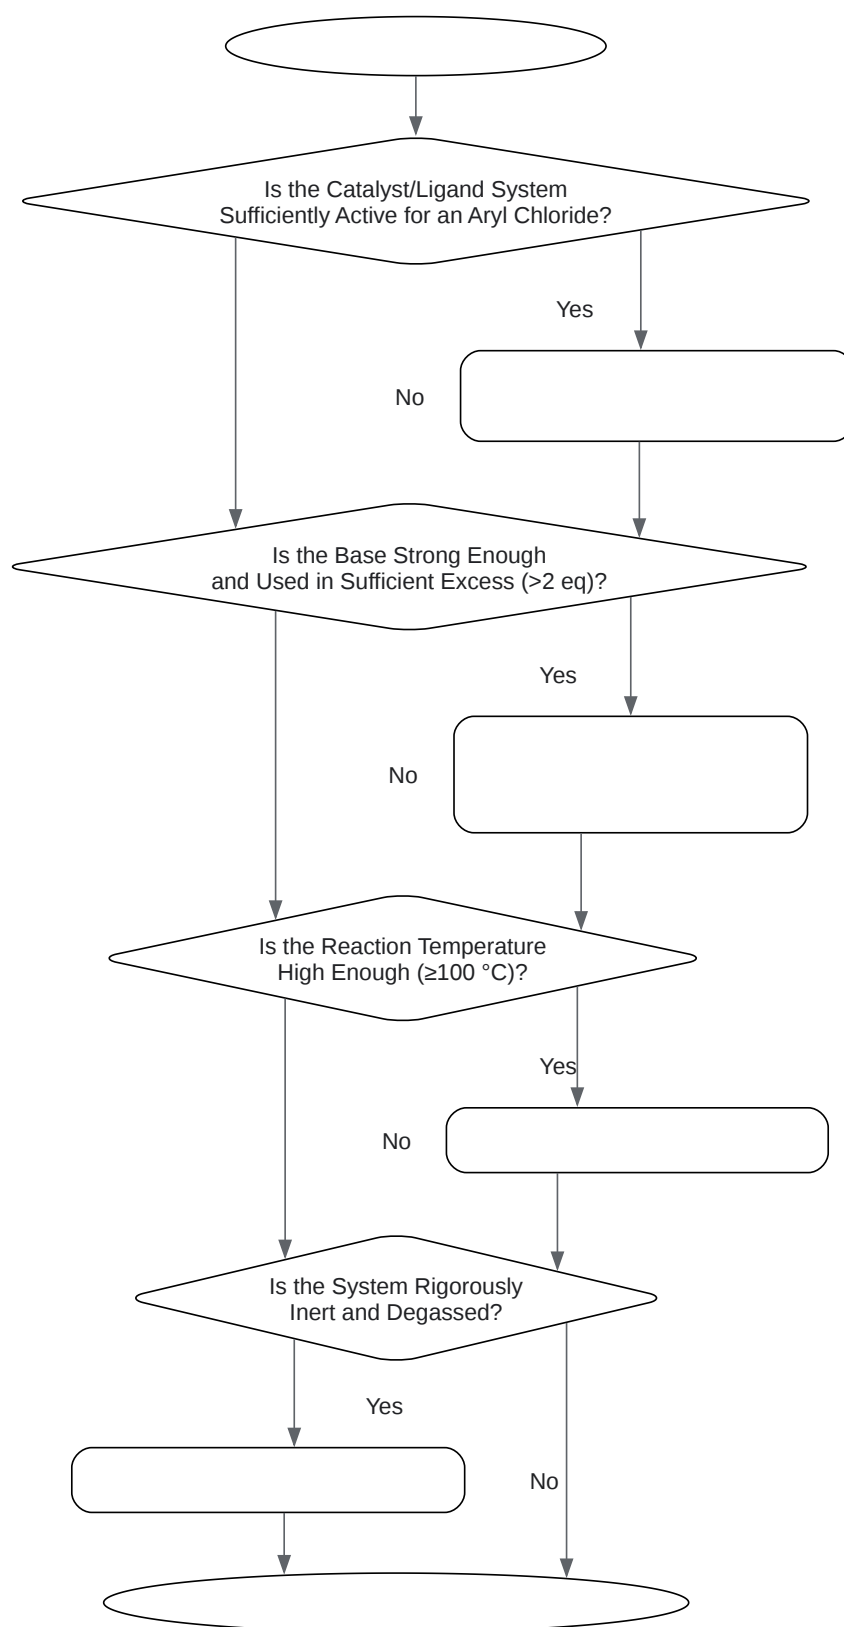 Is the Catalyst/Ligand System
Sufficiently Active for an Aryl Chloride?
Yes
No
Is the Base Strong Enough
and Used in Sufficient Excess (>2 eq)?
Yes
No
Is the Reaction Temperature
High Enough (≥100 °C)?
Yes
No
Is the System Rigorously
Inert and Degassed?
Yes
No